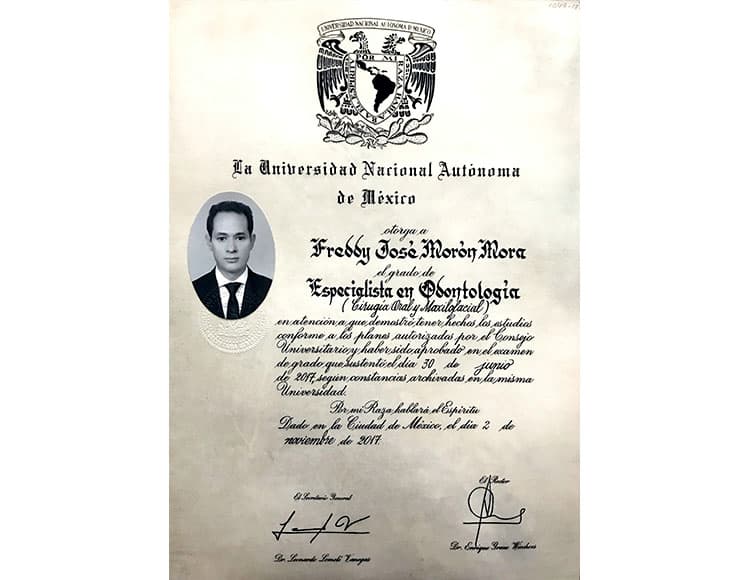 UNIVERSIDAD NACIONAL AUTONOMA D MEXICO
POR MI RAZA HABLARA EL ESPIRITU
La Universidad Nacional Autónoma
de México
otorga a
Freddy José Morón Mora
el grado de
Especialista en Odontología
(Cirugía Oral y Maxilofacial)
en atención a que demostró tener hechos los estudios
conforme a los planes autorizados por el Consejo
Universitario y haber sido aprobado en el examen
de grado que sustentó el día 30 de junio
de 2017, según constancias archivadas en la misma
Universidad.
Por mi Raza hablará el Espíritu
Dado en la Ciudad de México, el día 2 de
noviembre de 2017.
El Secretario General
El Rector
Dr. Leonardo Lomelí Vanegas
Dr. Enrique Graue Wiechers